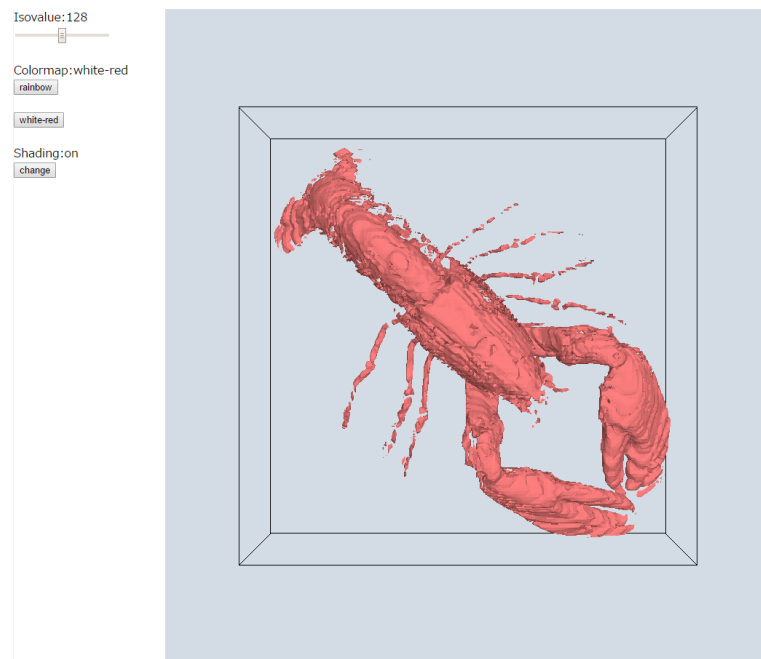 Isovalue:128
Colormap:white-red
rainbow
white-red
Shading:on
change